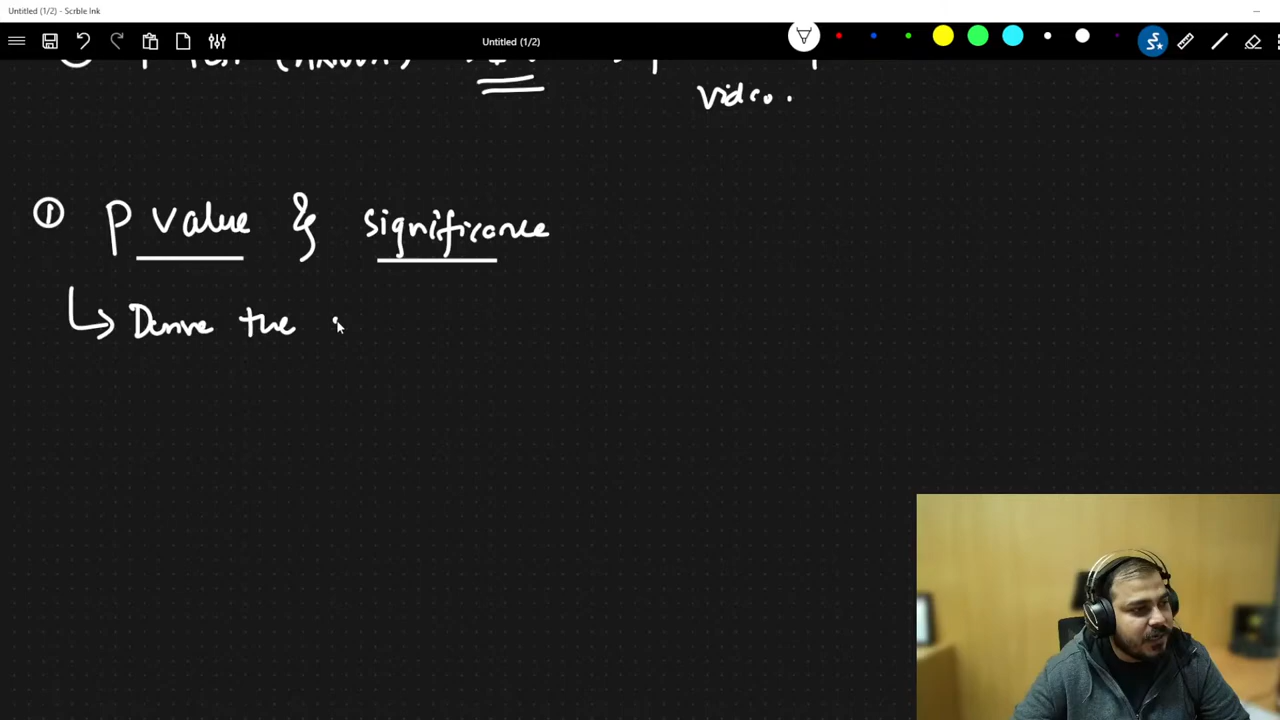 Untitled (1/2) - Scrble Ink
Untitled (1/2)
video.
① P value & significance
Derive the